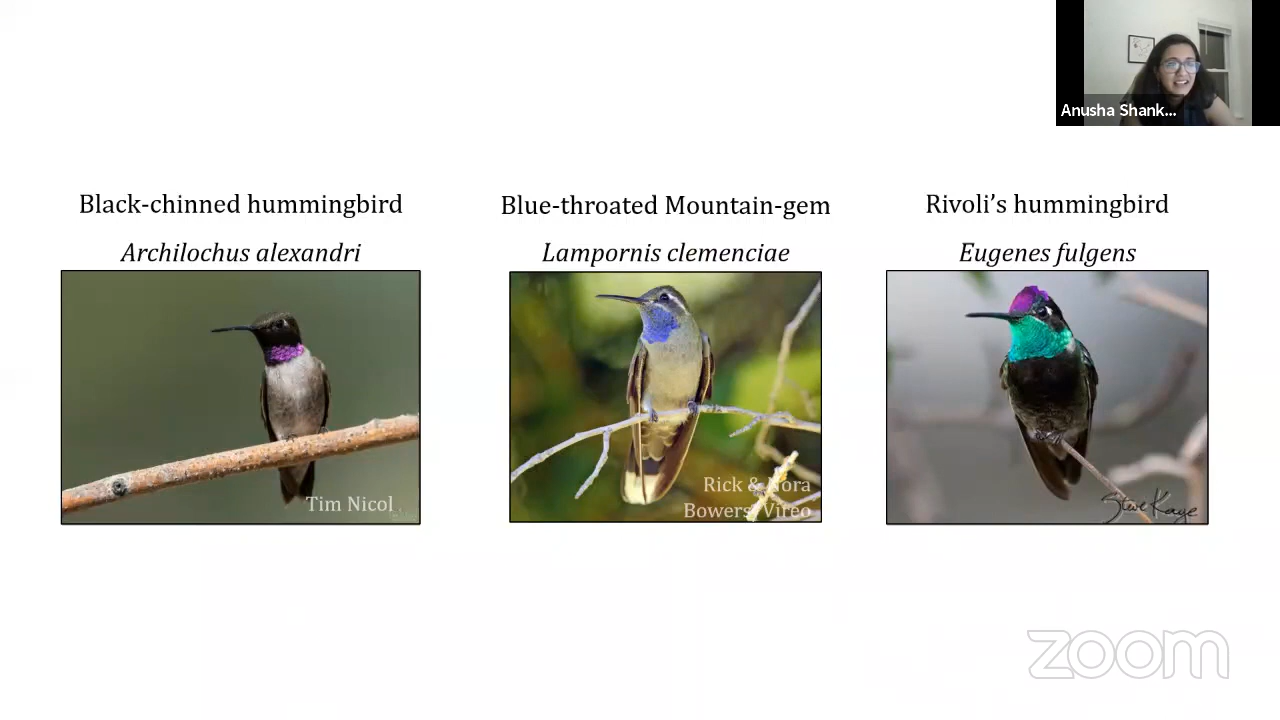 Anusha Shank...
Black-chinned hummingbird
Archilochus alexandri
Tim Nicol
Blue-throated Mountain-gem
Lampornis clemenciae
Rick & Nora
Bowers/Vireo
Rivoli's hummingbird
Eugenes fulgens
Steve Kaye
zoom